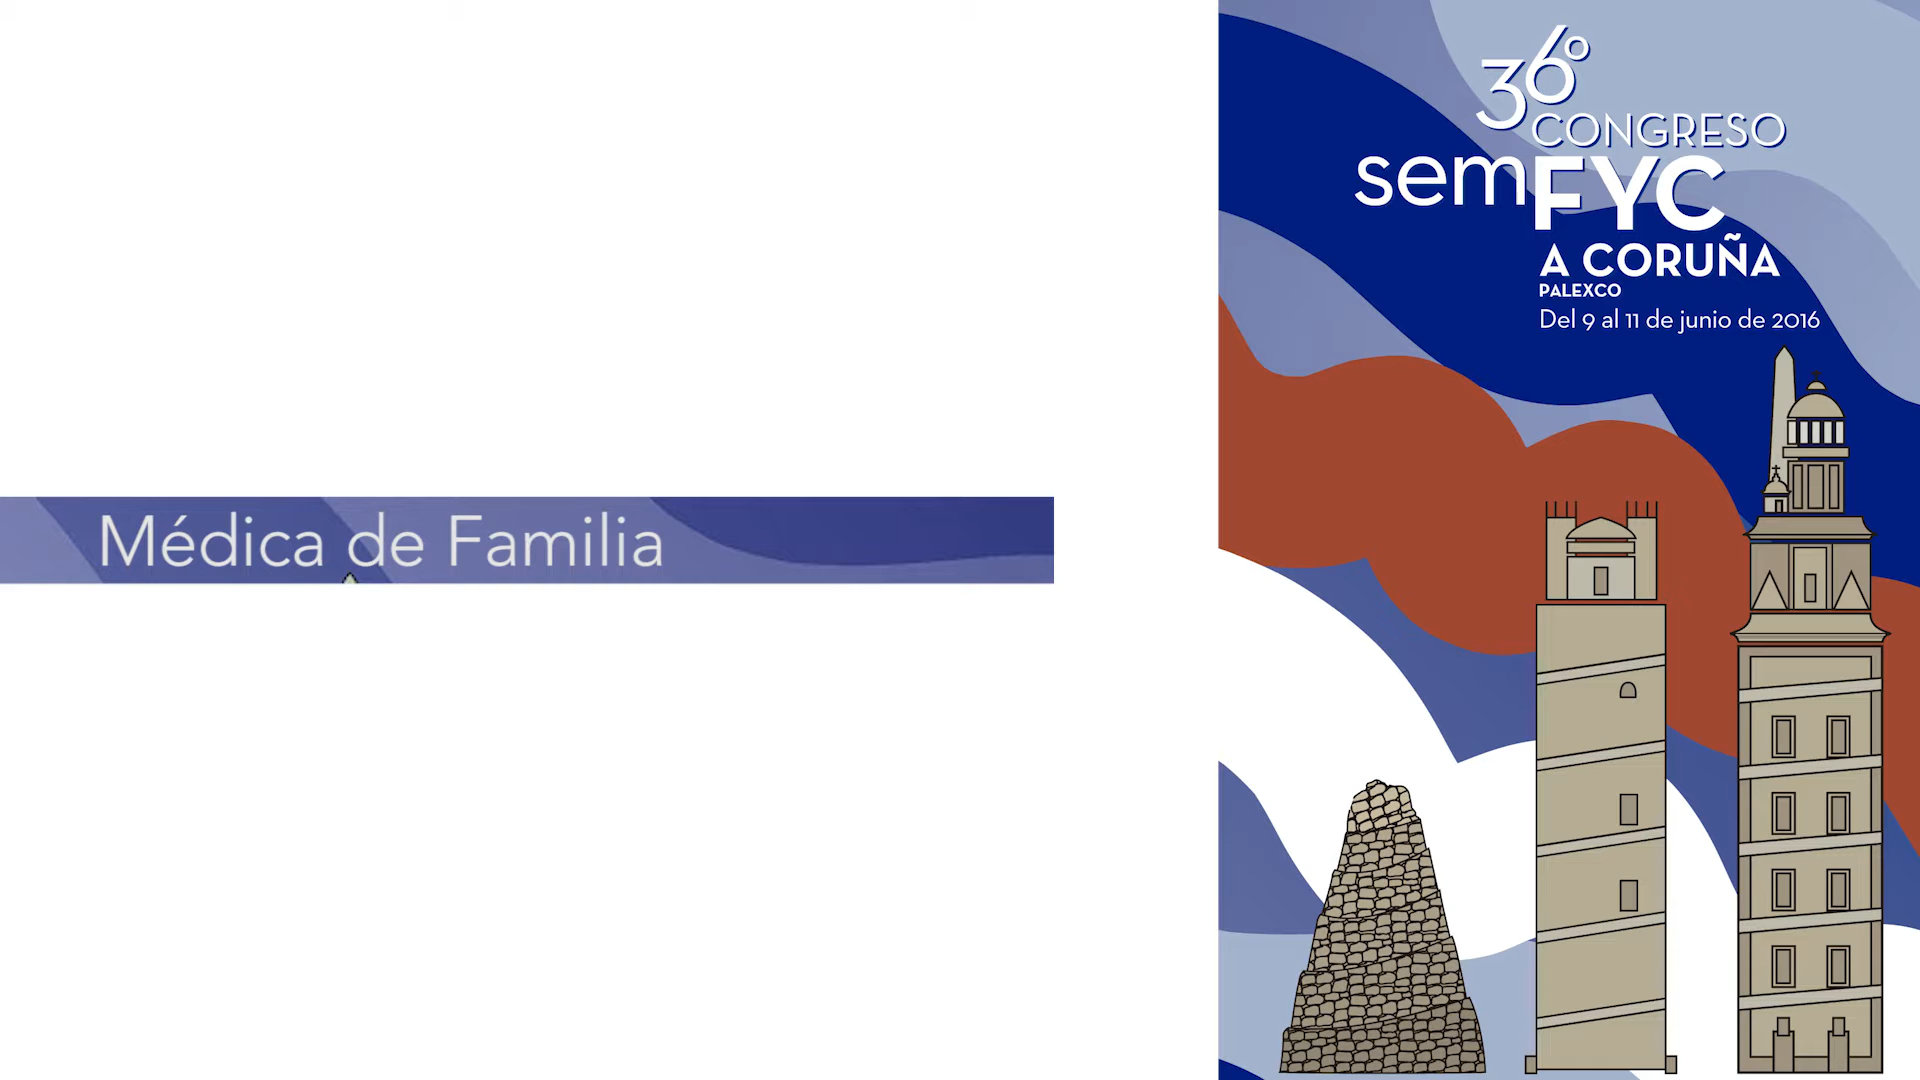 Médica de Familia
36º
CONGRESO
semFYC
A CORUÑA
PALEXCO
Del 9 al 11 de junio de 2016